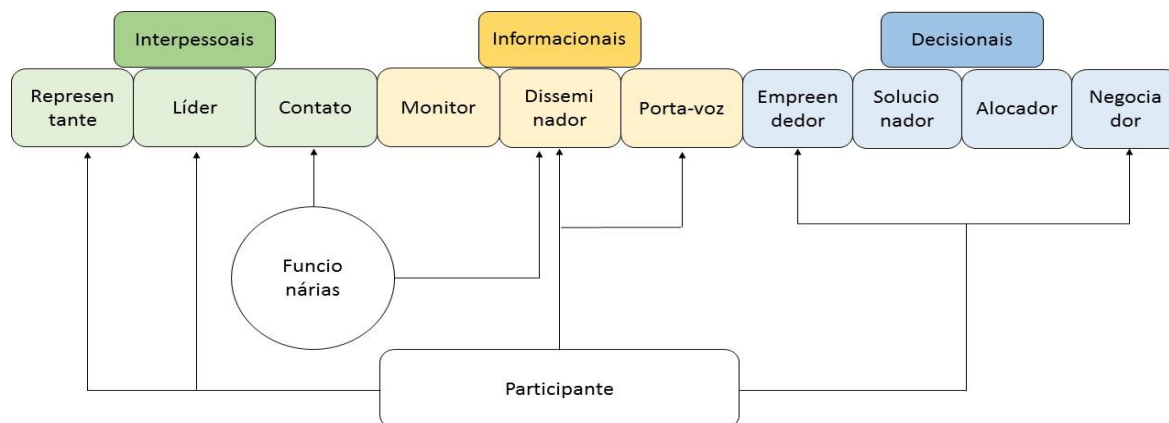 Interpessoais
Informacionais
Decisionais
Represen
tante
Líder
Contato
Monitor
Dissemi
nador
Porta-voz
Empreen
dedor
Solucio
nador
Alocador
Negocia
dor
Funcio
nárias
Participante